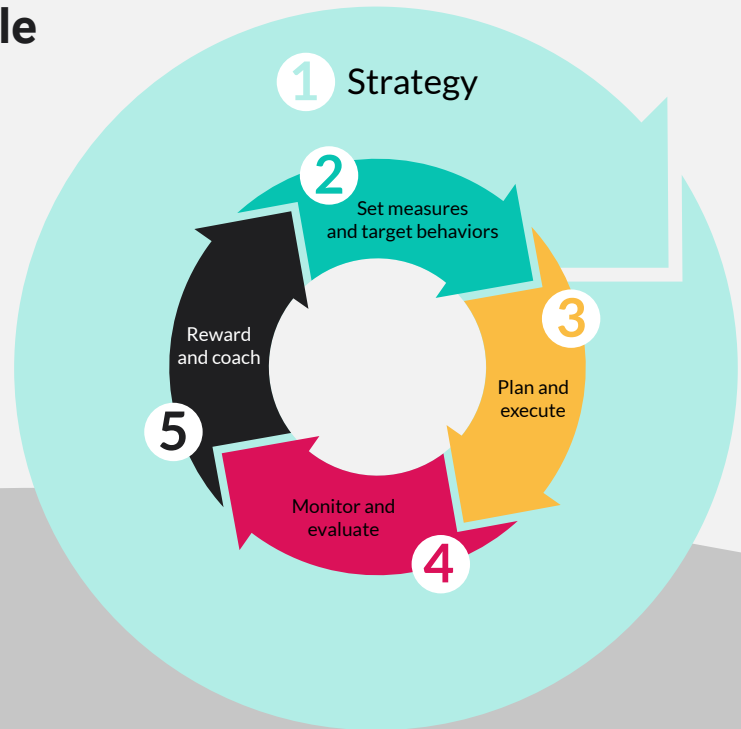 le
1 Strategy
2
Set measures
and target behaviors
3
Plan and
execute
4
Monitor and
evaluate
5
Reward
and coach